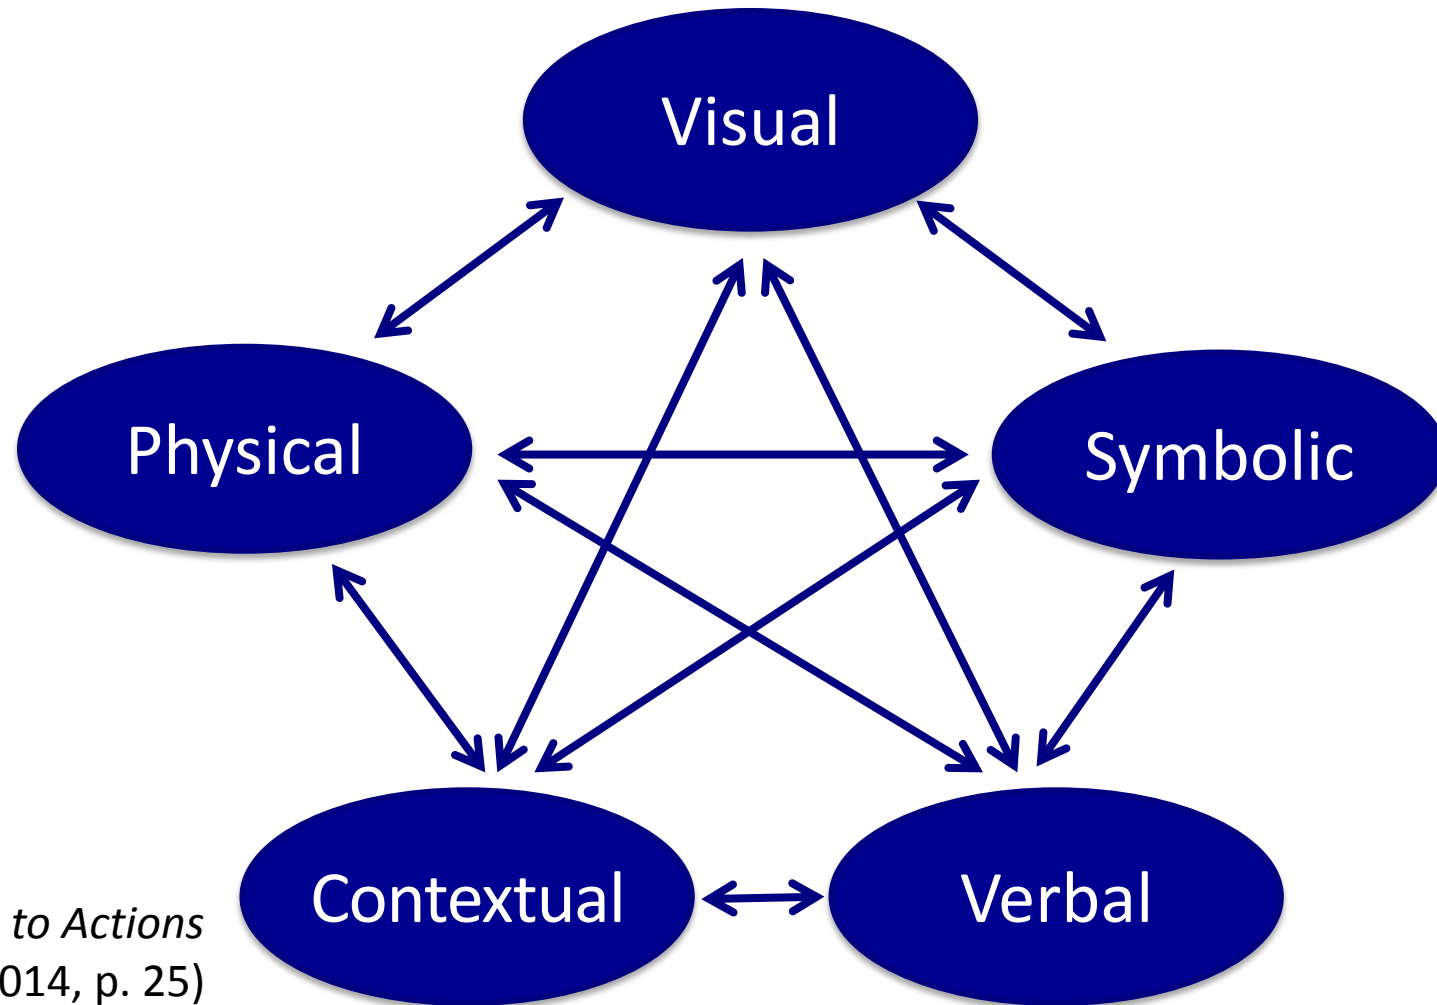 Visual
Physical
Symbolic
Contextual
Verbal
to Actions
014, p. 25)